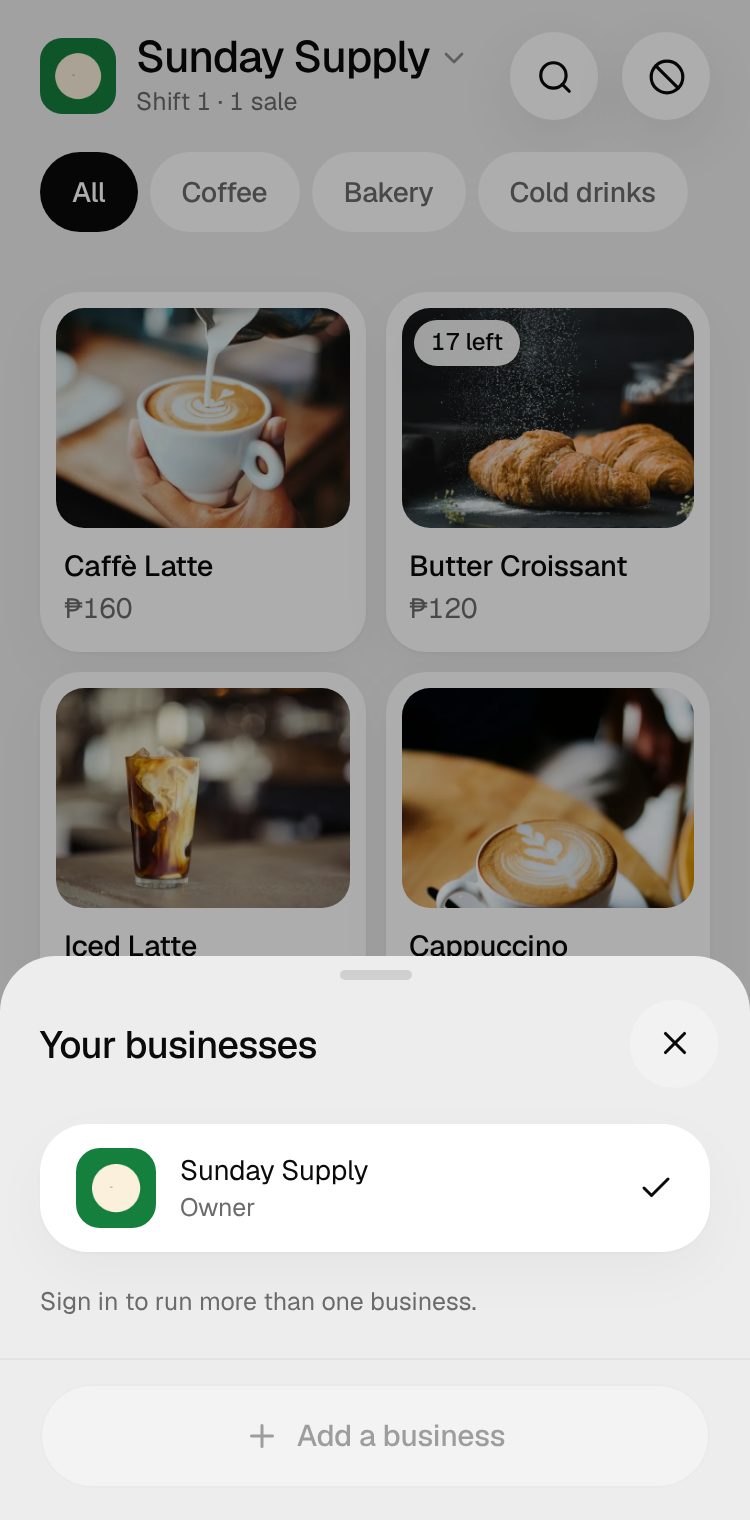 Sunday Supply
Shift 1 · 1 sale
All
Coffee
Bakery
Cold drinks
17 left
Caffè Latte
₱160
Butter Croissant
₱120
Iced Latte
Cappuccino
Your businesses
Sunday Supply
Owner
Sign in to run more than one business.
Add a business